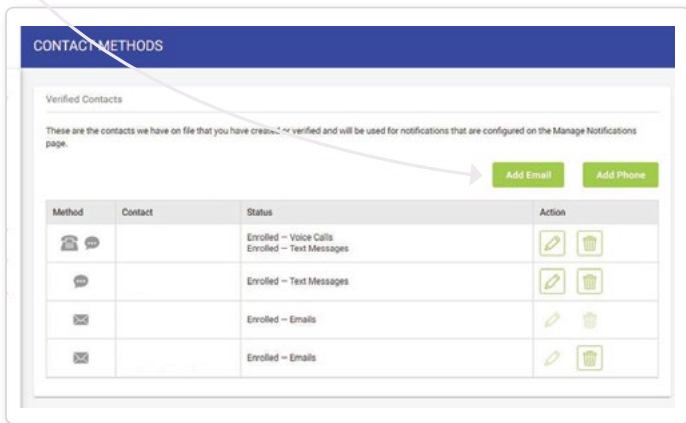 CONTACT METHODS
Verified Contacts
These are the contacts we have on file that you have created or verified and will be used for notifications that are configured on the Manage Notifications
page.
Add Email Add Phone
Method Contact Status Action
Enrolled – Voice Calls
Enrolled – Text Messages
Enrolled – Text Messages
Enrolled – Emails
Enrolled – Emails